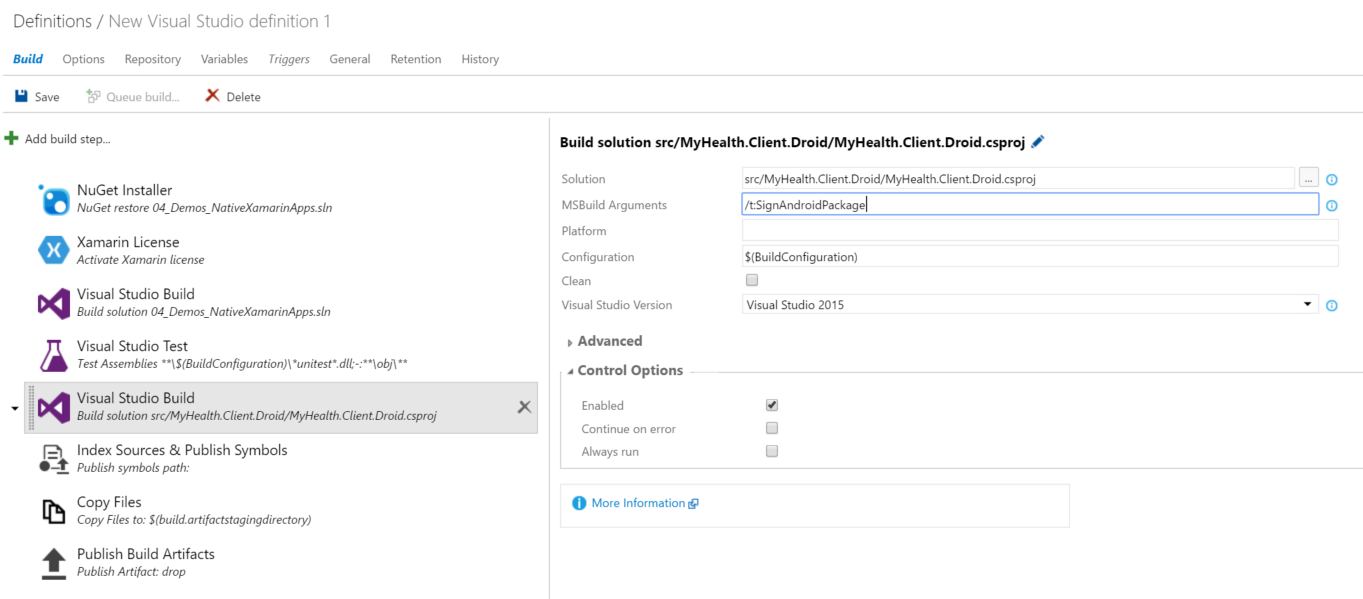 Definitions / New Visual Studio definition 1
Build Options Repository Variables Triggers General Retention History
Save Queue build... Delete
Add build step...
NuGet Installer
NuGet restore 04_Demos_NativeXamarinApps.sln
Xamarin License
Activate Xamarin license
Visual Studio Build
Build solution 04_Demos_NativeXamarinApps.sln
Visual Studio Test
Test Assemblies **\$(BuildConfiguration)\*unitest*.dll;-:**\obj\**
Visual Studio Build
Build solution src/MyHealth.Client.Droid/MyHealth.Client.Droid.csproj
Index Sources & Publish Symbols
Publish symbols path:
Copy Files
Copy Files to: $(build.artifactstagingdirectory)
Publish Build Artifacts
Publish Artifact: drop
Build solution src/MyHealth.Client.Droid/MyHealth.Client.Droid.csproj
Solution src/MyHealth.Client.Droid/MyHealth.Client.Droid.csproj ...
MSBuild Arguments /t:SignAndroidPackage
Platform
Configuration $(BuildConfiguration)
Clean
Visual Studio Version Visual Studio 2015
Advanced
Control Options
Enabled
Continue on error
Always run
More Information